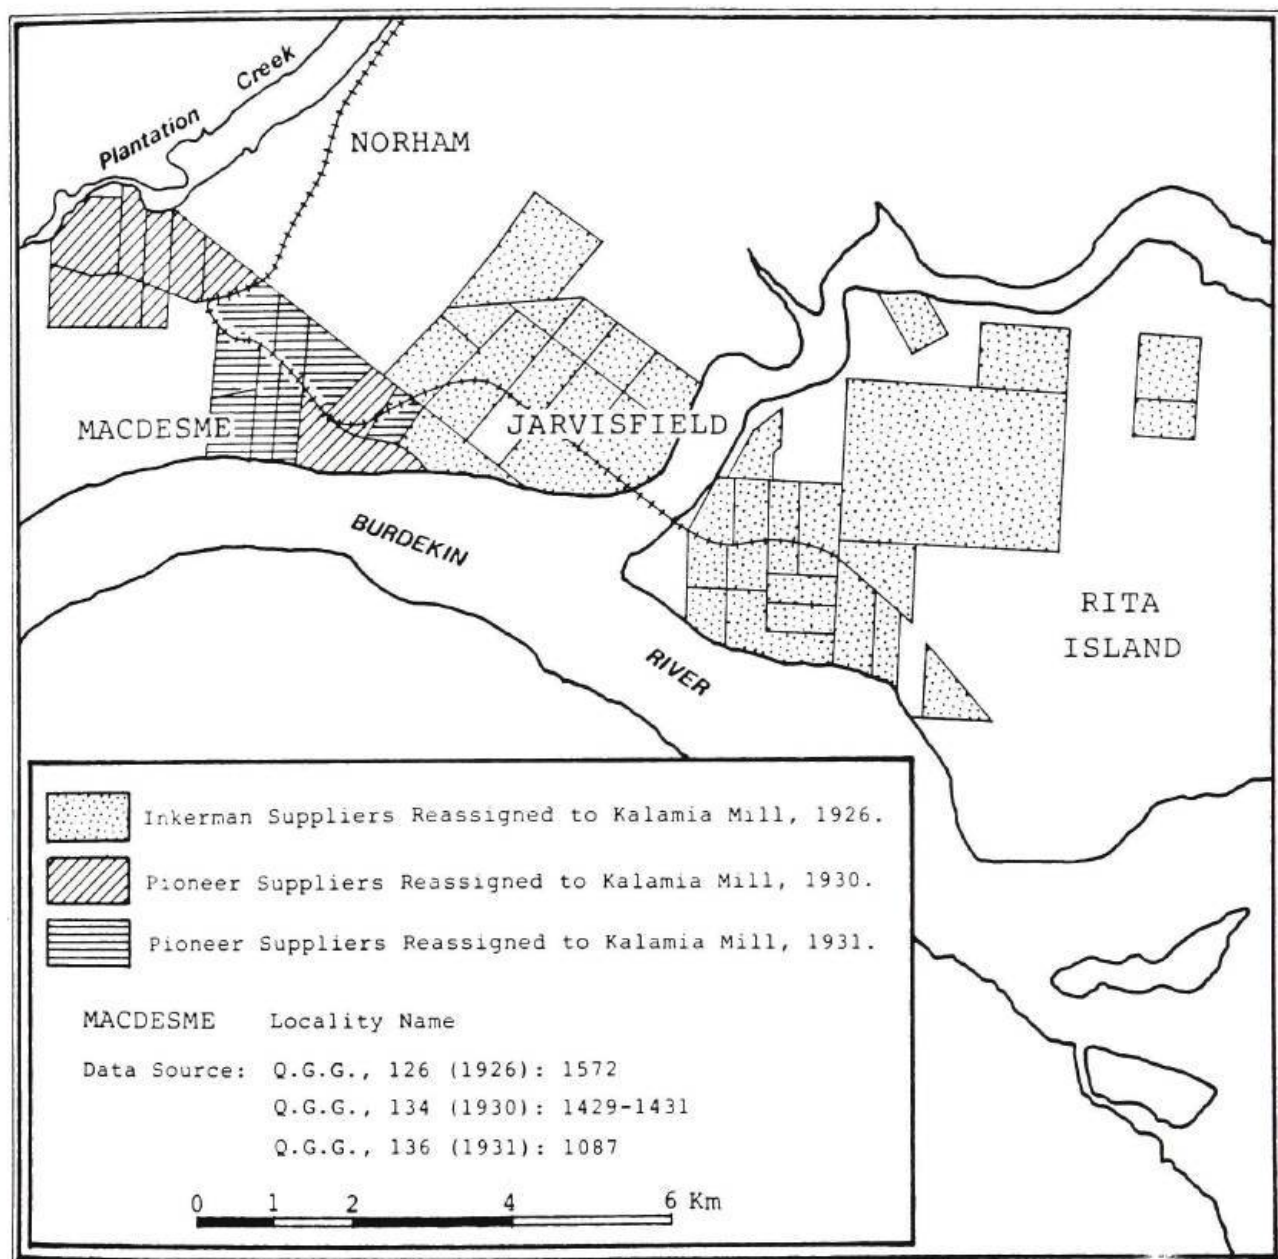 Plantation Creek
NORHAM
MACDESME
JARVISFIELD
BURDEKIN
RIVER
RITA
ISLAND
Inkerman Suppliers Reassigned to Kalamia Mill, 1926.
Pioneer Suppliers Reassigned to Kalamia Mill, 1930.
Pioneer Suppliers Reassigned to Kalamia Mill, 1931.
MACDESME Locality Name
Data Source: Q.G.G., 126 (1926): 1572
Q.G.G., 134 (1930): 1429-1431
Q.G.G., 136 (1931): 1087
0 1 2 4 6 Km